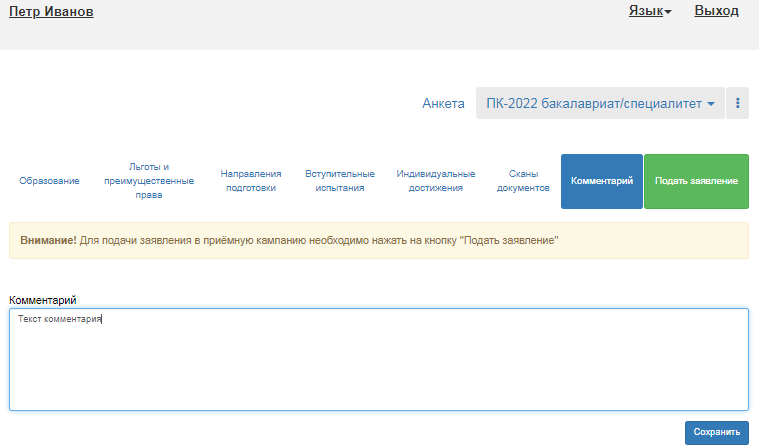 Петр Иванов
Язык
Выход
Анкета
ПК-2022 бакалавриат/специалитет
Образование
Льготы и
преимущественные
права
Направления
подготовки
Вступительные
испытания
Индивидуальные
достижения
Сканы
документов
Комментарий
Подать заявление
Внимание! Для подачи заявления в приёмную кампанию необходимо нажать на кнопку "Подать заявление"
Комментарий
Текст комментария
Сохранить